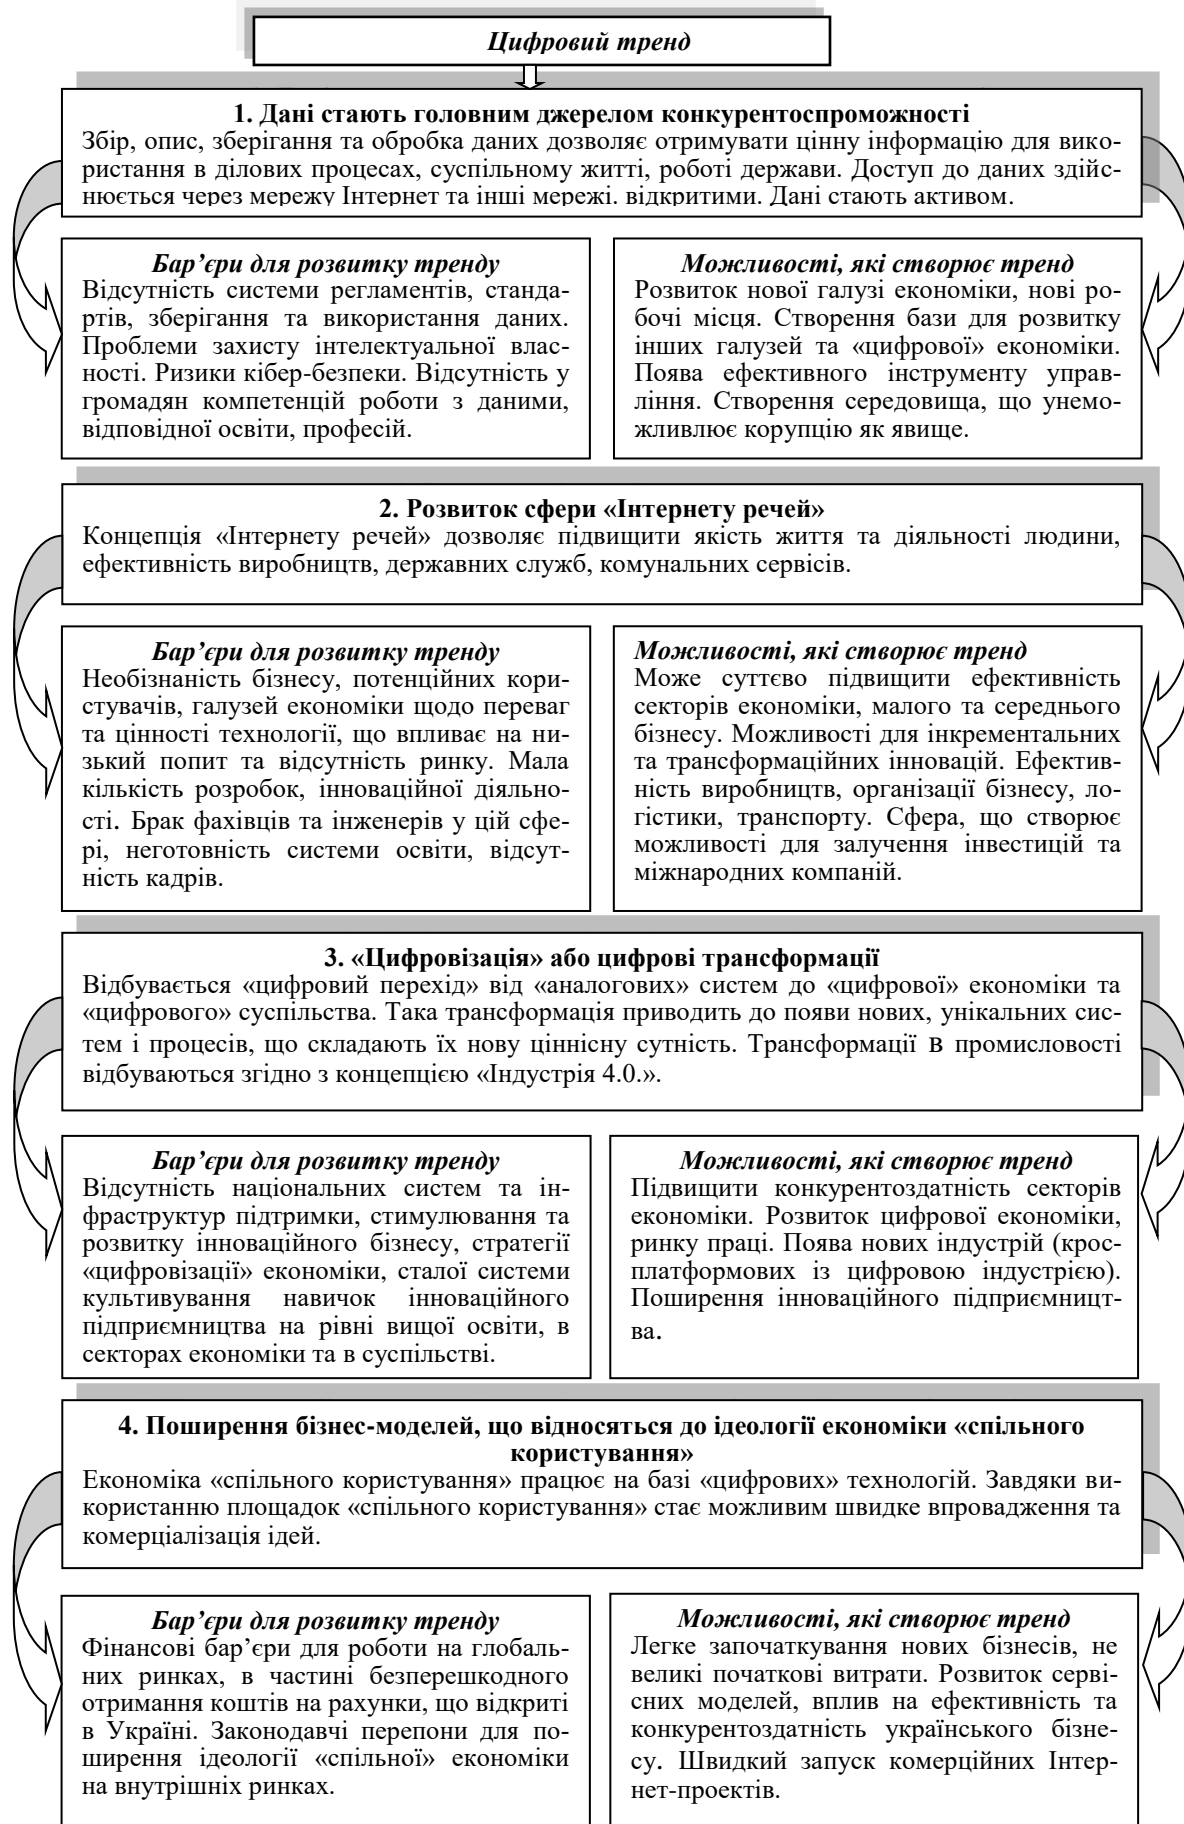 Цифровий тренд
1. Дані стають головним джерелом конкурентоспроможності
Збір, опис, зберігання та обробка даних дозволяє отримувати цінну інформацію для вико-
ристання в ділових процесах, суспільному житті, роботі держави. Доступ до даних здійс-
нюється через мережу Інтернет та інші мережі. відкритими. Дані стають активом.
Бар’єри для розвитку тренду
Відсутність системи регламентів, станда-
ртів, зберігання та використання даних.
Проблеми захисту інтелектуальної влас-
ності. Ризики кібер-безпеки. Відсутність у
громадян компетенцій роботи з даними,
відповідної освіти, професій.
Можливості, які створює тренд
Розвиток нової галузі економіки, нові ро-
бочі місця. Створення бази для розвитку
інших галузей та «цифрової» економіки.
Поява ефективного інструменту управ-
ління. Створення середовища, що унемо-
жливлює корупцію як явище.
2. Розвиток сфери «Інтернету речей»
Концепція «Інтернету речей» дозволяє підвищити якість життя та діяльності людини,
ефективність виробництв, державних служб, комунальних сервісів.
Бар’єри для розвитку тренду
Необізнаність бізнесу, потенційних кори-
стувачів, галузей економіки щодо переваг
та цінності технології, що впливає на ни-
зький попит та відсутність ринку. Мала
кількість розробок, інноваційної діяльно-
сті. Брак фахівців та інженерів у цій сфе-
рі, неготовність системи освіти, відсут-
ність кадрів.
Можливості, які створює тренд
Може суттєво підвищити ефективність
секторів економіки, малого та середнього
бізнесу. Можливості для інкрементальних
та трансформаційних інновацій. Ефектив-
ність виробництв, організації бізнесу, ло-
гістики, транспорту. Сфера, що створює
можливості для залучення інвестицій та
міжнародних компаній.
3. «Цифровізація» або цифрові трансформації
Відбувається «цифровий перехід» від «аналогових» систем до «цифрової» економіки та
«цифрового» суспільства. Така трансформація приводить до появи нових, унікальних сис-
тем і процесів, що складають їх нову ціннісну сутність. Трансформації в промисловості
відбуваються згідно з концепцією «Індустрія 4.0.».
Бар’єри для розвитку тренду
Відсутність національних систем та ін-
фраструктур підтримки, стимулювання та
розвитку інноваційного бізнесу, стратегії
«цифровізації» економіки, сталої системи
культивування навичок інноваційного
підприємництва на рівні вищої освіти, в
секторах економіки та в суспільстві.
Можливості, які створює тренд
Підвищити конкурентоздатність секторів
економіки. Розвиток цифрової економіки,
ринку праці. Поява нових індустрій (крос-
платформових із цифровою індустрією).
Поширення інноваційного підприємницт-
ва.
4. Поширення бізнес-моделей, що відносяться до ідеології економіки «спільного
користування»
Економіка «спільного користування» працює на базі «цифрових» технологій. Завдяки ви-
користанню площадок «спільного користування» стає можливим швидке впровадження та
комерціалізація ідей.
Бар’єри для розвитку тренду
Фінансові бар’єри для роботи на глобаль-
них ринках, в частині безперешкодного
отримання коштів на рахунки, що відкриті
в Україні. Законодавчі перепони для по-
ширення ідеології «спільної» економіки
на внутрішніх ринках.
Можливості, які створює тренд
Легке започаткування нових бізнесів, не
великі початкові витрати. Розвиток серві-
сних моделей, вплив на ефективність та
конкурентоздатність українського бізне-
су. Швидкий запуск комерційних Інтер-
нет-проектів.